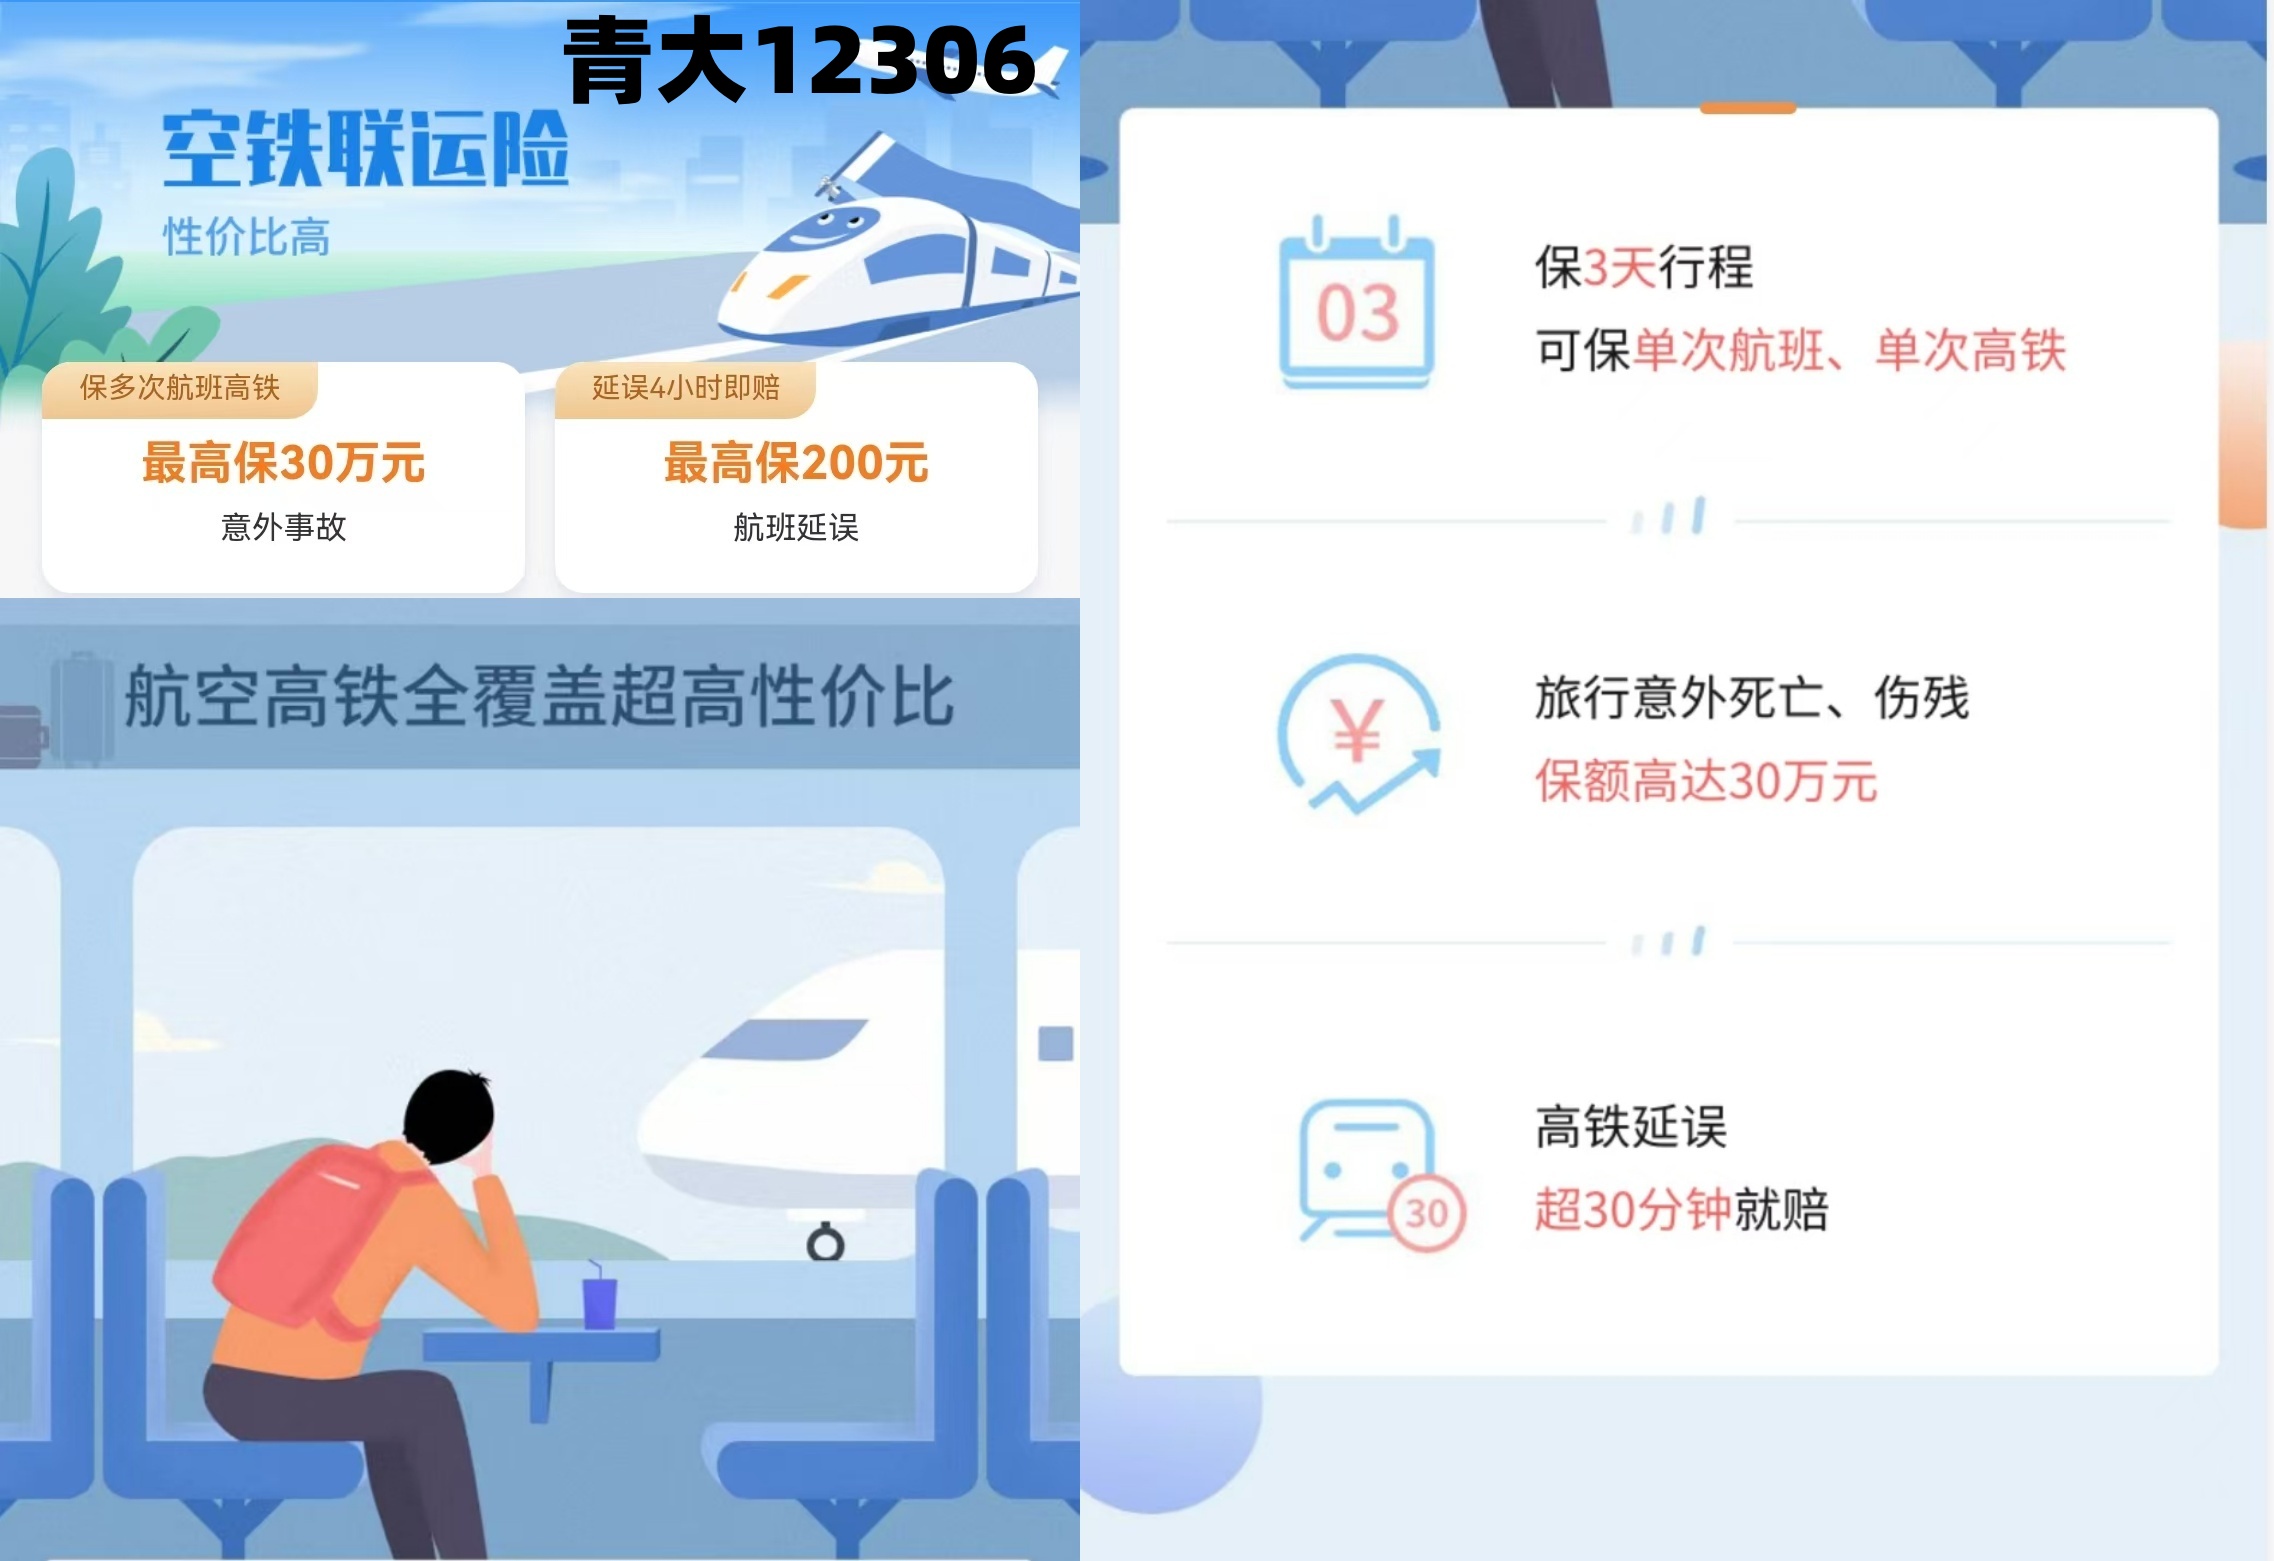 青大12306
空铁联运险
性价比高
保多次航班高铁
最高保30万元
意外事故
延误4小时即赔
最高保200元
航班延误
航空高铁全覆盖超高性价比
03
保3天行程
可保单次航班、单次高铁
¥
旅行意外死亡、伤残
保额高达30万元
30
高铁延误
超30分钟就赔